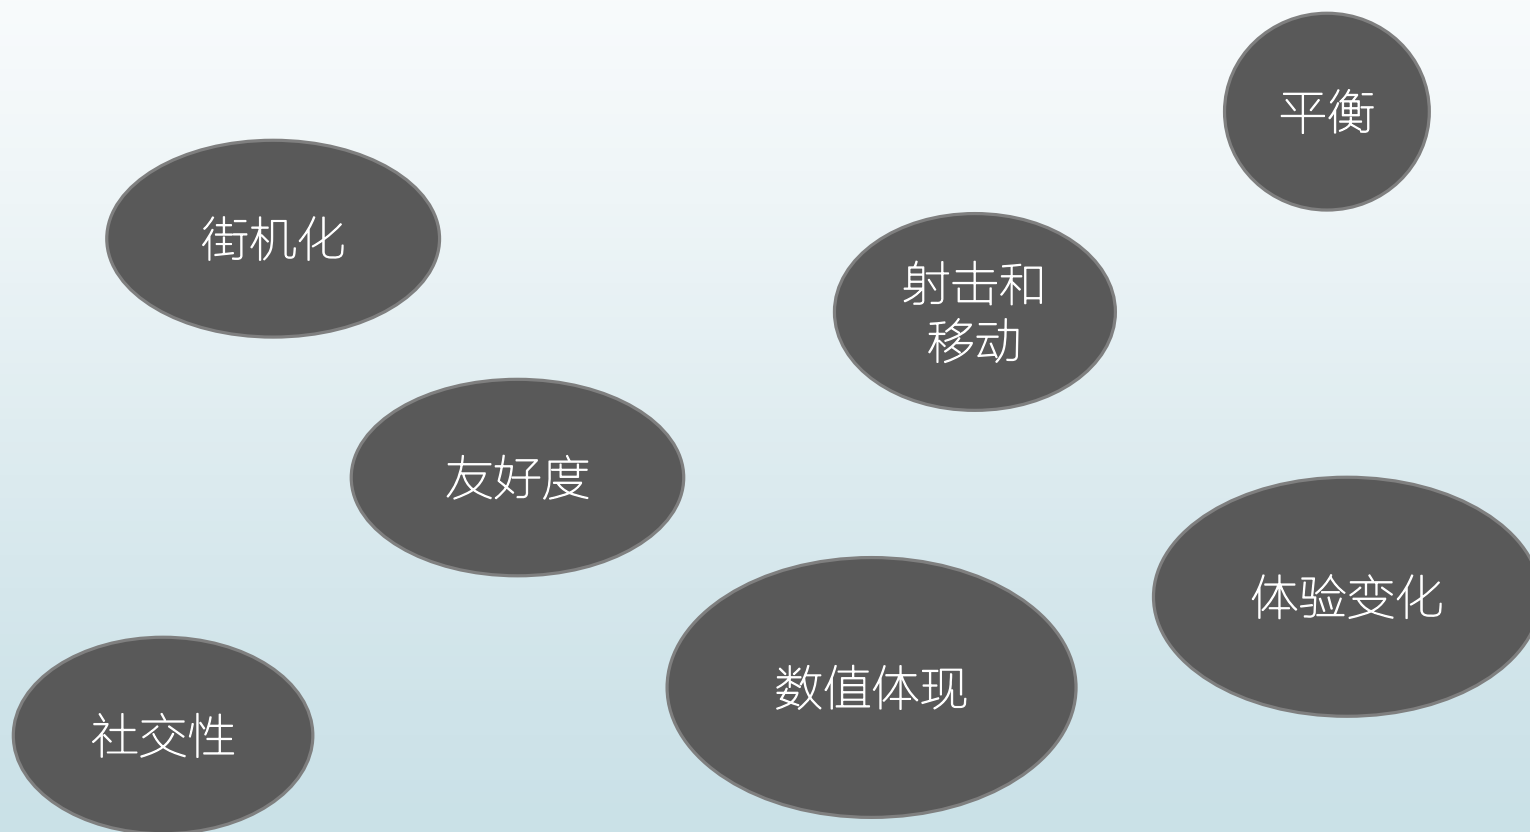 平衡
街机化
射击和
移动
友好度
体验变化
数值体现
社交性